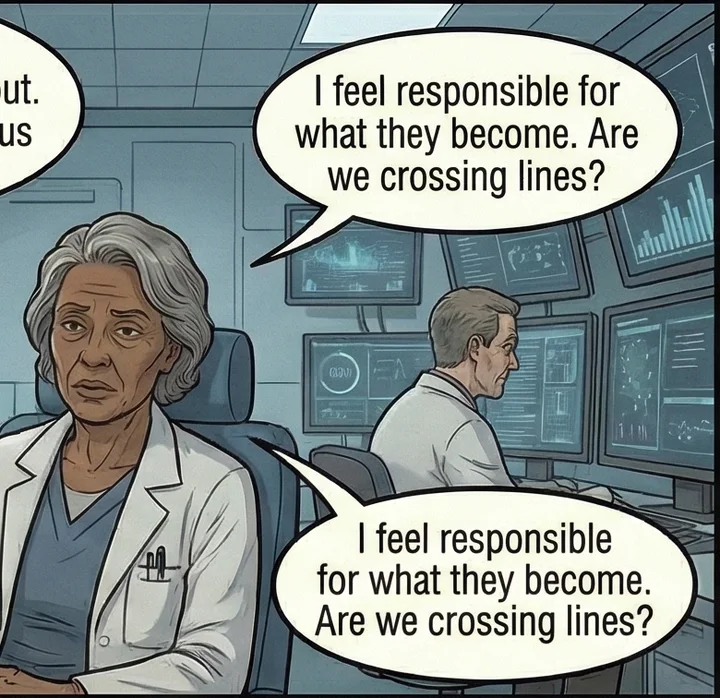 out.
us
I feel responsible for
what they become. Are
we crossing lines?
I feel responsible
for what they become.
Are we crossing lines?